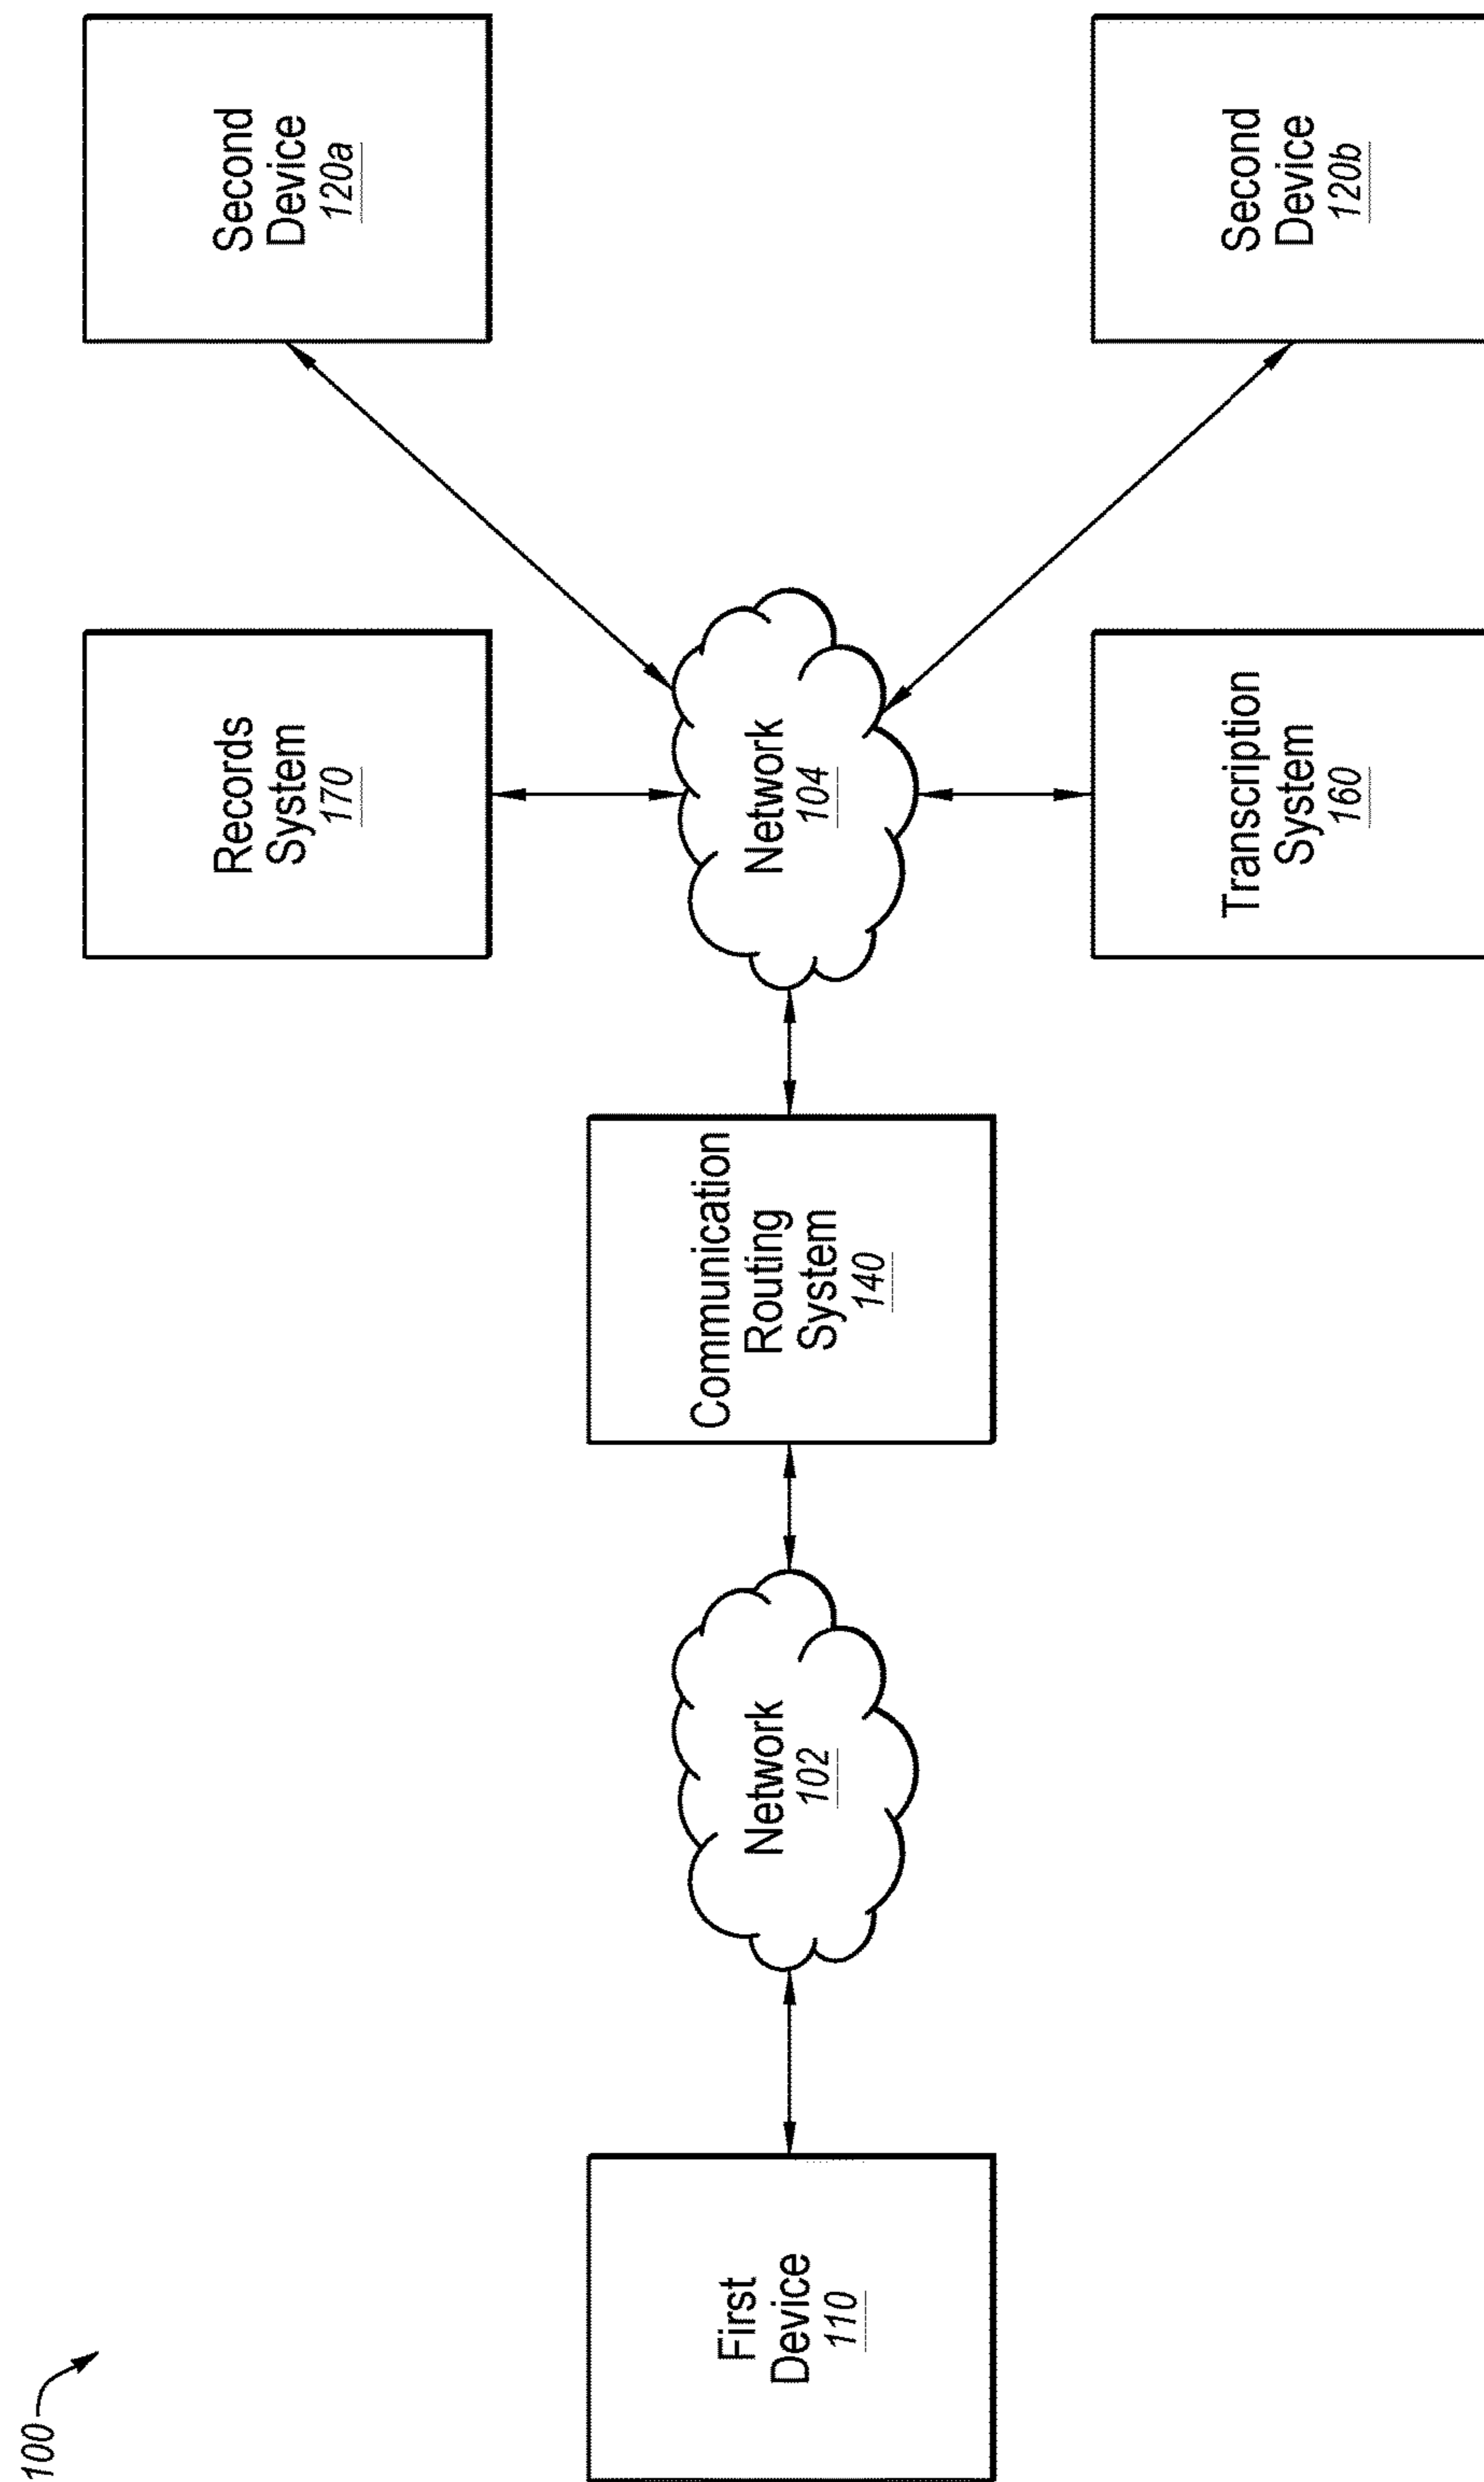 100
Records
System
170
Second
Device
120a
First
Device
110
Network
102
Communication
Routing
System
140
Network
104
Transcription
System
160
Second
Device
120b